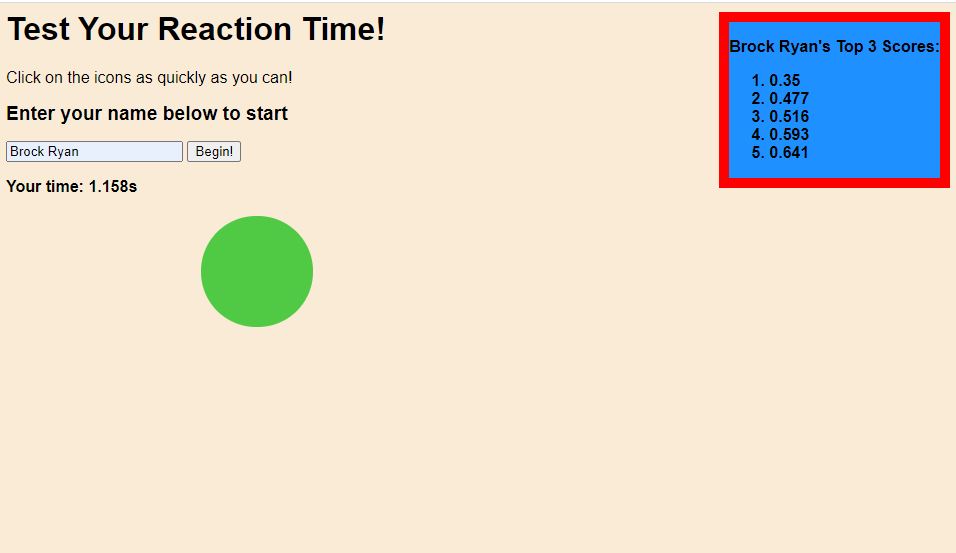 Test Your Reaction Time!
Click on the icons as quickly as you can!
Enter your name below to start
Brock Ryan Begin!
Your time: 1.158s
Brock Ryan's Top 3 Scores:
1. 0.35
2. 0.477
3. 0.516
4. 0.593
5. 0.641